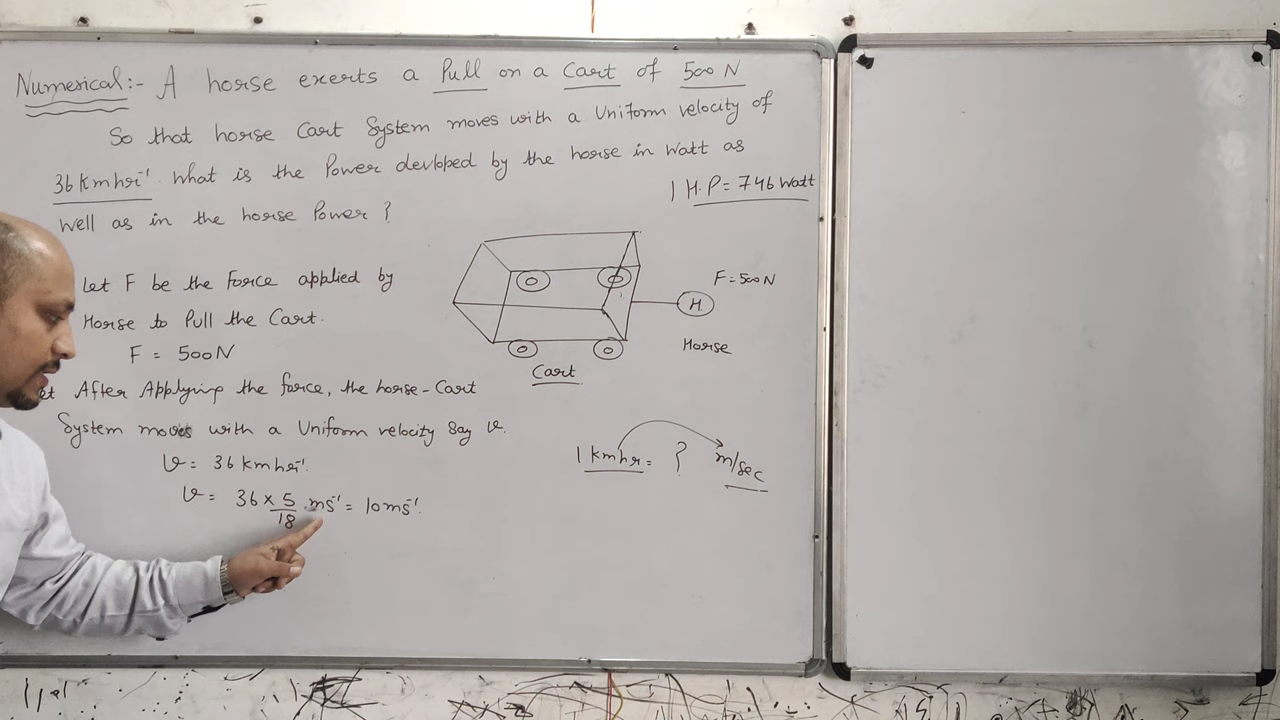 Numerical:- A horse exerts a Pull on a Cart of 500 N
So that horse Cart System moves with a Uniform velocity of
36 Kmhr⁻¹. What is the Power devloped by the horse in Watt as
well as in the horse Power ?
1 H.P = 746 Watt
Let F be the Force applied by
Horse to Pull the Cart.
F = 500 N
After Applying the force, the horse-Cart
System moves with a Uniform velocity Say v.
v = 36 kmhr⁻¹.
v = 36 × 5/18 ms⁻¹ = 10 ms⁻¹.
F = 500 N
H
Horse
Cart
1 kmhr = ? m/sec